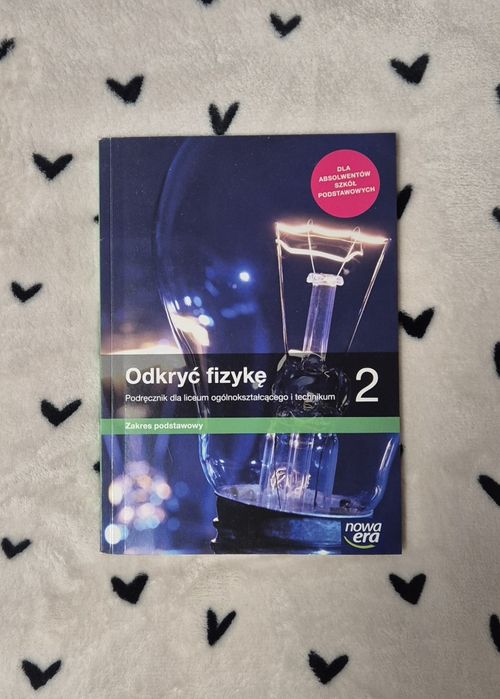 DLA
ABSOLWENTÓW
SZKÓŁ
PODSTAWOWYCH
Odkryć fizykę 2
Podręcznik dla liceum ogólnokształcącego i technikum
Zakres podstawowy
nowa
era